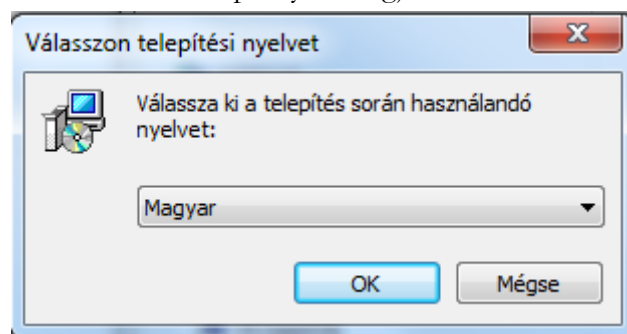 Válasszon telepítési nyelvet
Válassza ki a telepítés során használandó
nyelvet:
Magyar
OK
Mégse